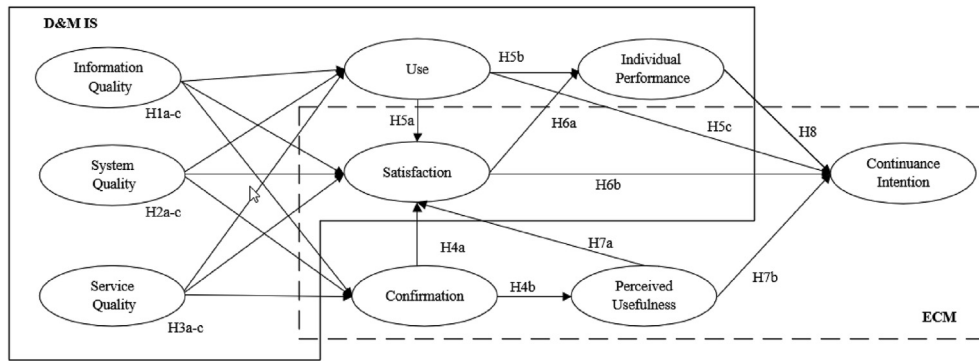 D&M IS
Information
Quality
H1a-c
System
Quality
H2a-c
Service
Quality
H3a-c
Use
H5a
Satisfaction
H4a
Confirmation
H5b
H6a
H5c
H6b
H7a
H4b
Individual
Performance
Perceived
Usefulness
H8
H7b
Continuance
Intention
ECM